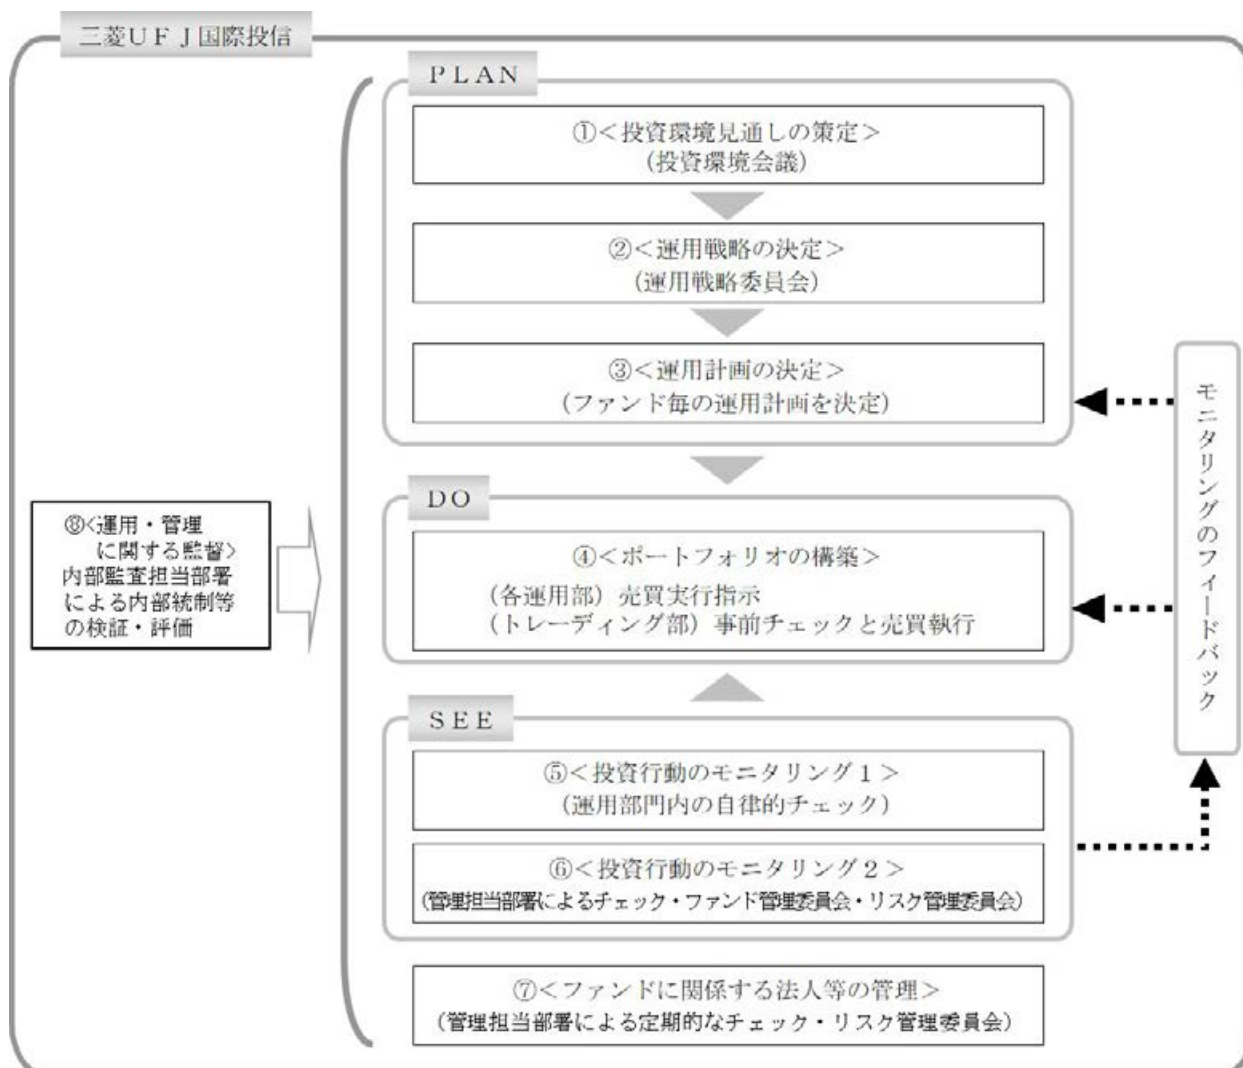 三菱ＵＦＪ国際投信
ＰＬＡＮ
①＜投資環境見通しの策定＞
（投資環境会議）
②＜運用戦略の決定＞
（運用戦略委員会）
③＜運用計画の決定＞
（ファンド毎の運用計画を決定）
ＤＯ
④＜ポートフォリオの構築＞
（各運用部）売買実行指示
（トレーディング部）事前チェックと売買執行
ＳＥＥ
⑤＜投資行動のモニタリング１＞
（運用部門内の自律的チェック）
⑥＜投資行動のモニタリング２＞
（管理担当部署によるチェック・ファンド管理委員会・リスク管理委員会）
⑦＜ファンドに関係する法人等の管理＞
（管理担当部署による定期的なチェック・リスク管理委員会）
⑧＜運用・管理
に関する監督＞
内部監査担当部署
による内部統制等
の検証・評価
モニタリングのフィードバック